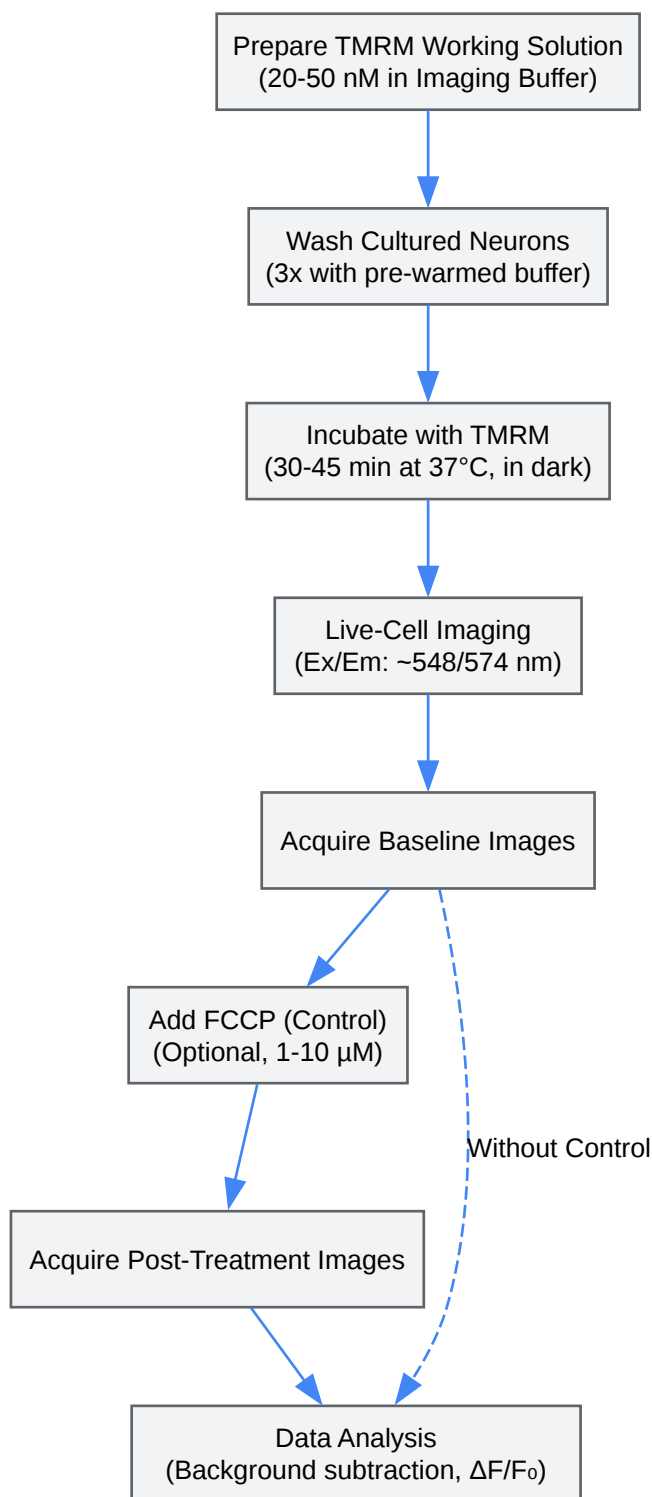 Prepare TMRM Working Solution
(20-50 nM in Imaging Buffer)
Wash Cultured Neurons
(3x with pre-warmed buffer)
Incubate with TMRM
(30-45 min at 37°C, in dark)
Live-Cell Imaging
(Ex/Em: ~548/574 nm)
Acquire Baseline Images
Add FCCP (Control)
(Optional, 1-10 µM)
Without Control
Acquire Post-Treatment Images
Data Analysis
(Background subtraction, ΔF/F₀)